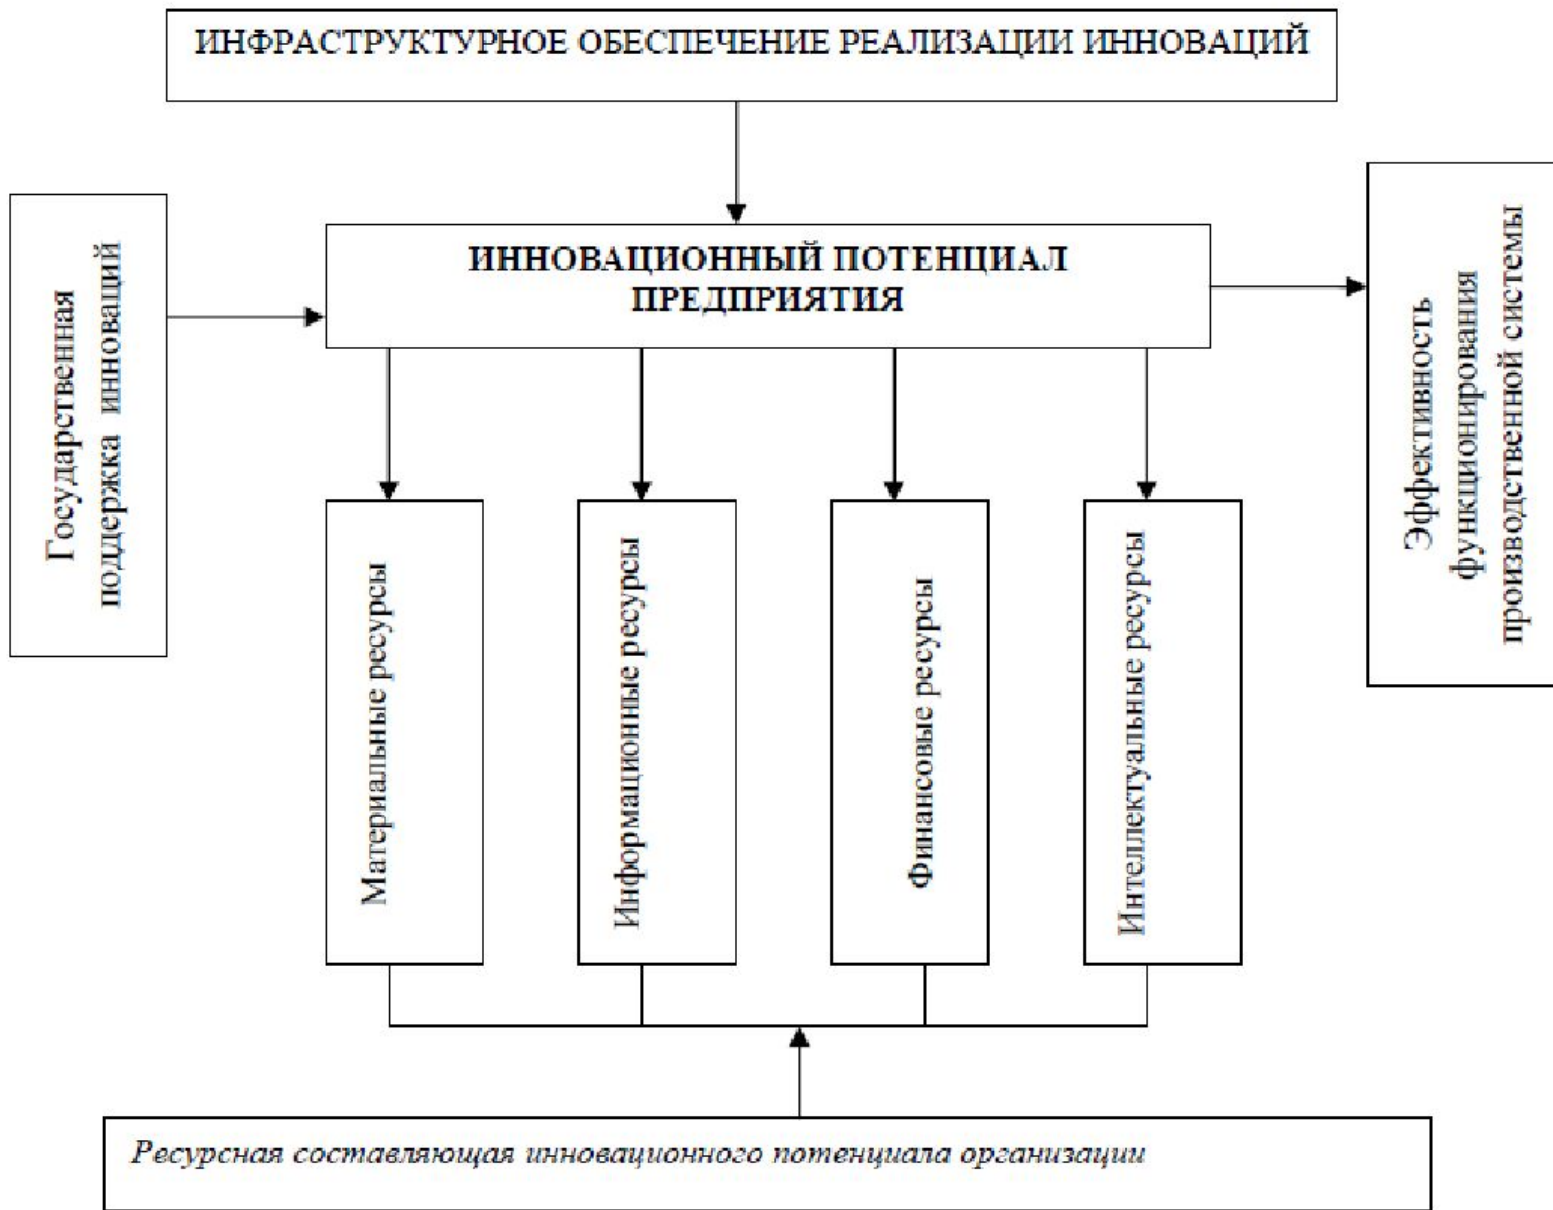 ИНФРАСТРУКТУРНОЕ ОБЕСПЕЧЕНИЕ РЕАЛИЗАЦИИ ИННОВАЦИЙ
Государственная
поддержка инноваций
ИННОВАЦИОННЫЙ ПОТЕНЦИАЛ
ПРЕДПРИЯТИЯ
Эффективность
функционирования
производственной системы
Материальные ресурсы
Информационные ресурсы
Финансовые ресурсы
Интеллектуальные ресурсы
Ресурсная составляющая инновационного потенциала организации